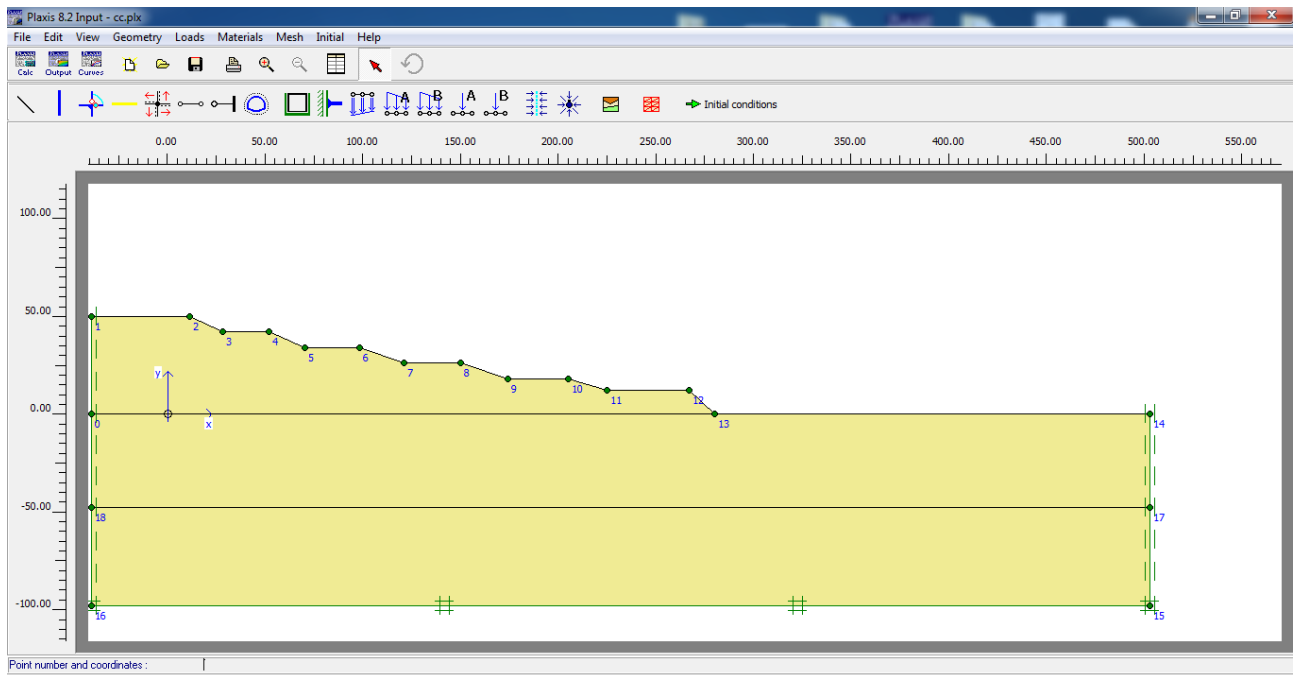 Plaxis 8.2 Input - cc.plx
File Edit View Geometry Loads Materials Mesh Initial Help
Calc Output Curves
A B A B Initial conditions
0.00 50.00 100.00 150.00 200.00 250.00 300.00 350.00 400.00 450.00 500.00 550.00
100.00
50.00
1 2
3 4
5 6
y 7 8
9 10
11 12
0.00
0 x 13 14
-50.00
18 17
-100.00
16 15
Point number and coordinates :